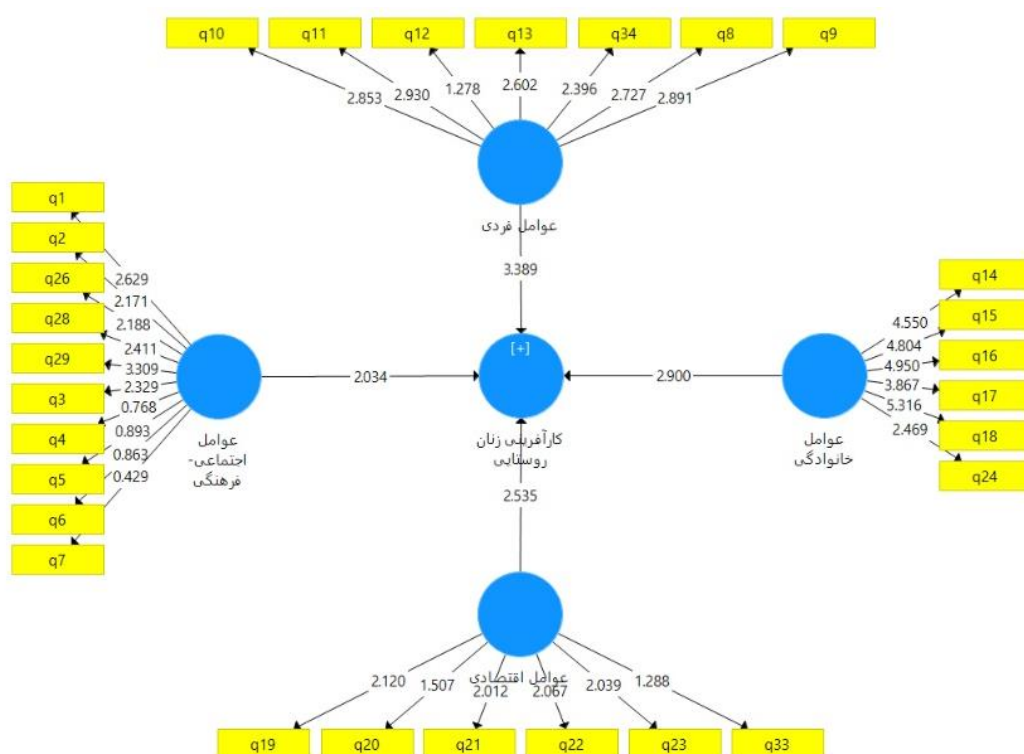 q10
q11
q12
q13
q34
q8
q9
2.853
2.930
1.278
2.602
2.396
2.727
2.891
عوامل فردی
3.389
q1
q2
q26
q28
q29
q3
q4
q5
q6
q7
2.629
2.171
2.188
2.411
3.309
2.329
0.768
0.893
0.863
0.429
عوامل
اجتماعی-
فرهنگی
2.034
[+]
کارآفرینی زنان
روستایی
2.900
عوامل
خانوادگی
4.550
4.804
4.950
3.867
5.316
2.469
q14
q15
q16
q17
q18
q24
2.535
عوامل اقتصادی
2.120
1.507
2.012
2.067
2.039
1.288
q19
q20
q21
q22
q23
q33